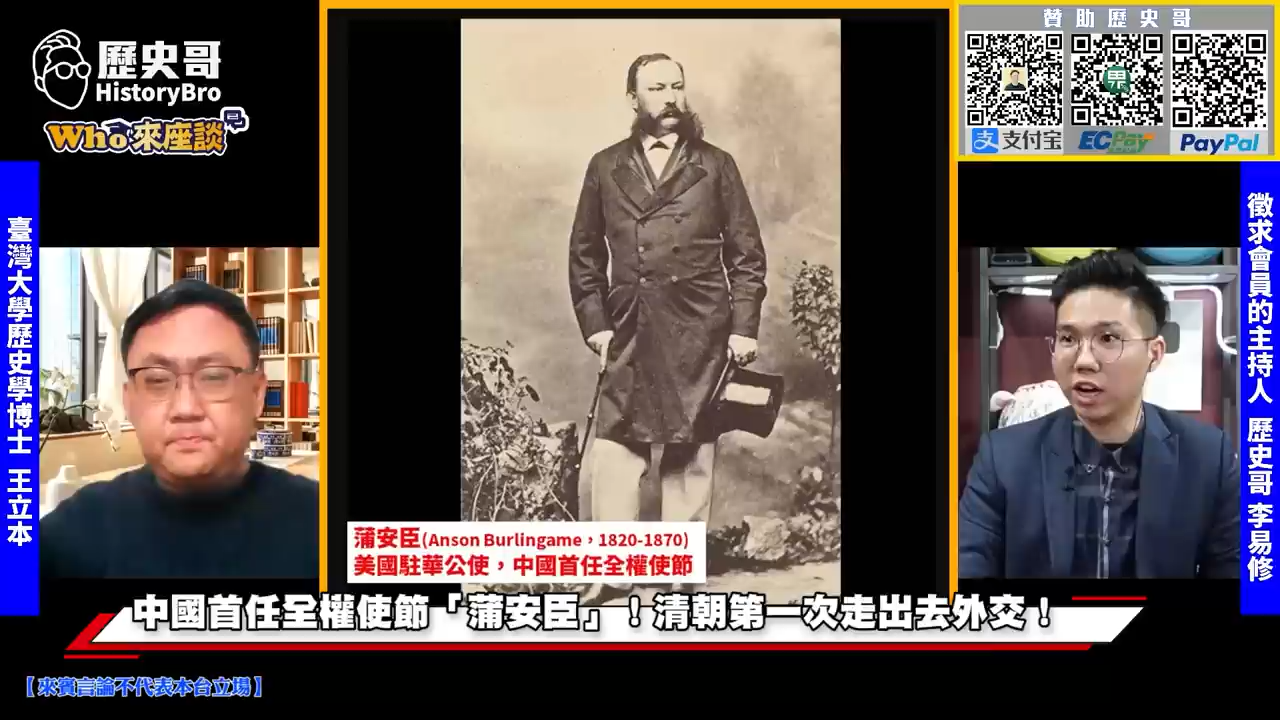 歷史哥
HistoryBro
Who來座談
贊助歷史哥
支 支付宝
ECPay
PayPal
臺灣大學歷史學博士 王立本
徵求會員的主持人 歷史哥 李易修
蒲安臣(Anson Burlingame，1820-1870)
美國駐華公使，中國首任全權使節
中國首任全權使節「蒲安臣」！清朝第一次走出去外交！
【來賓言論不代表本台立場】